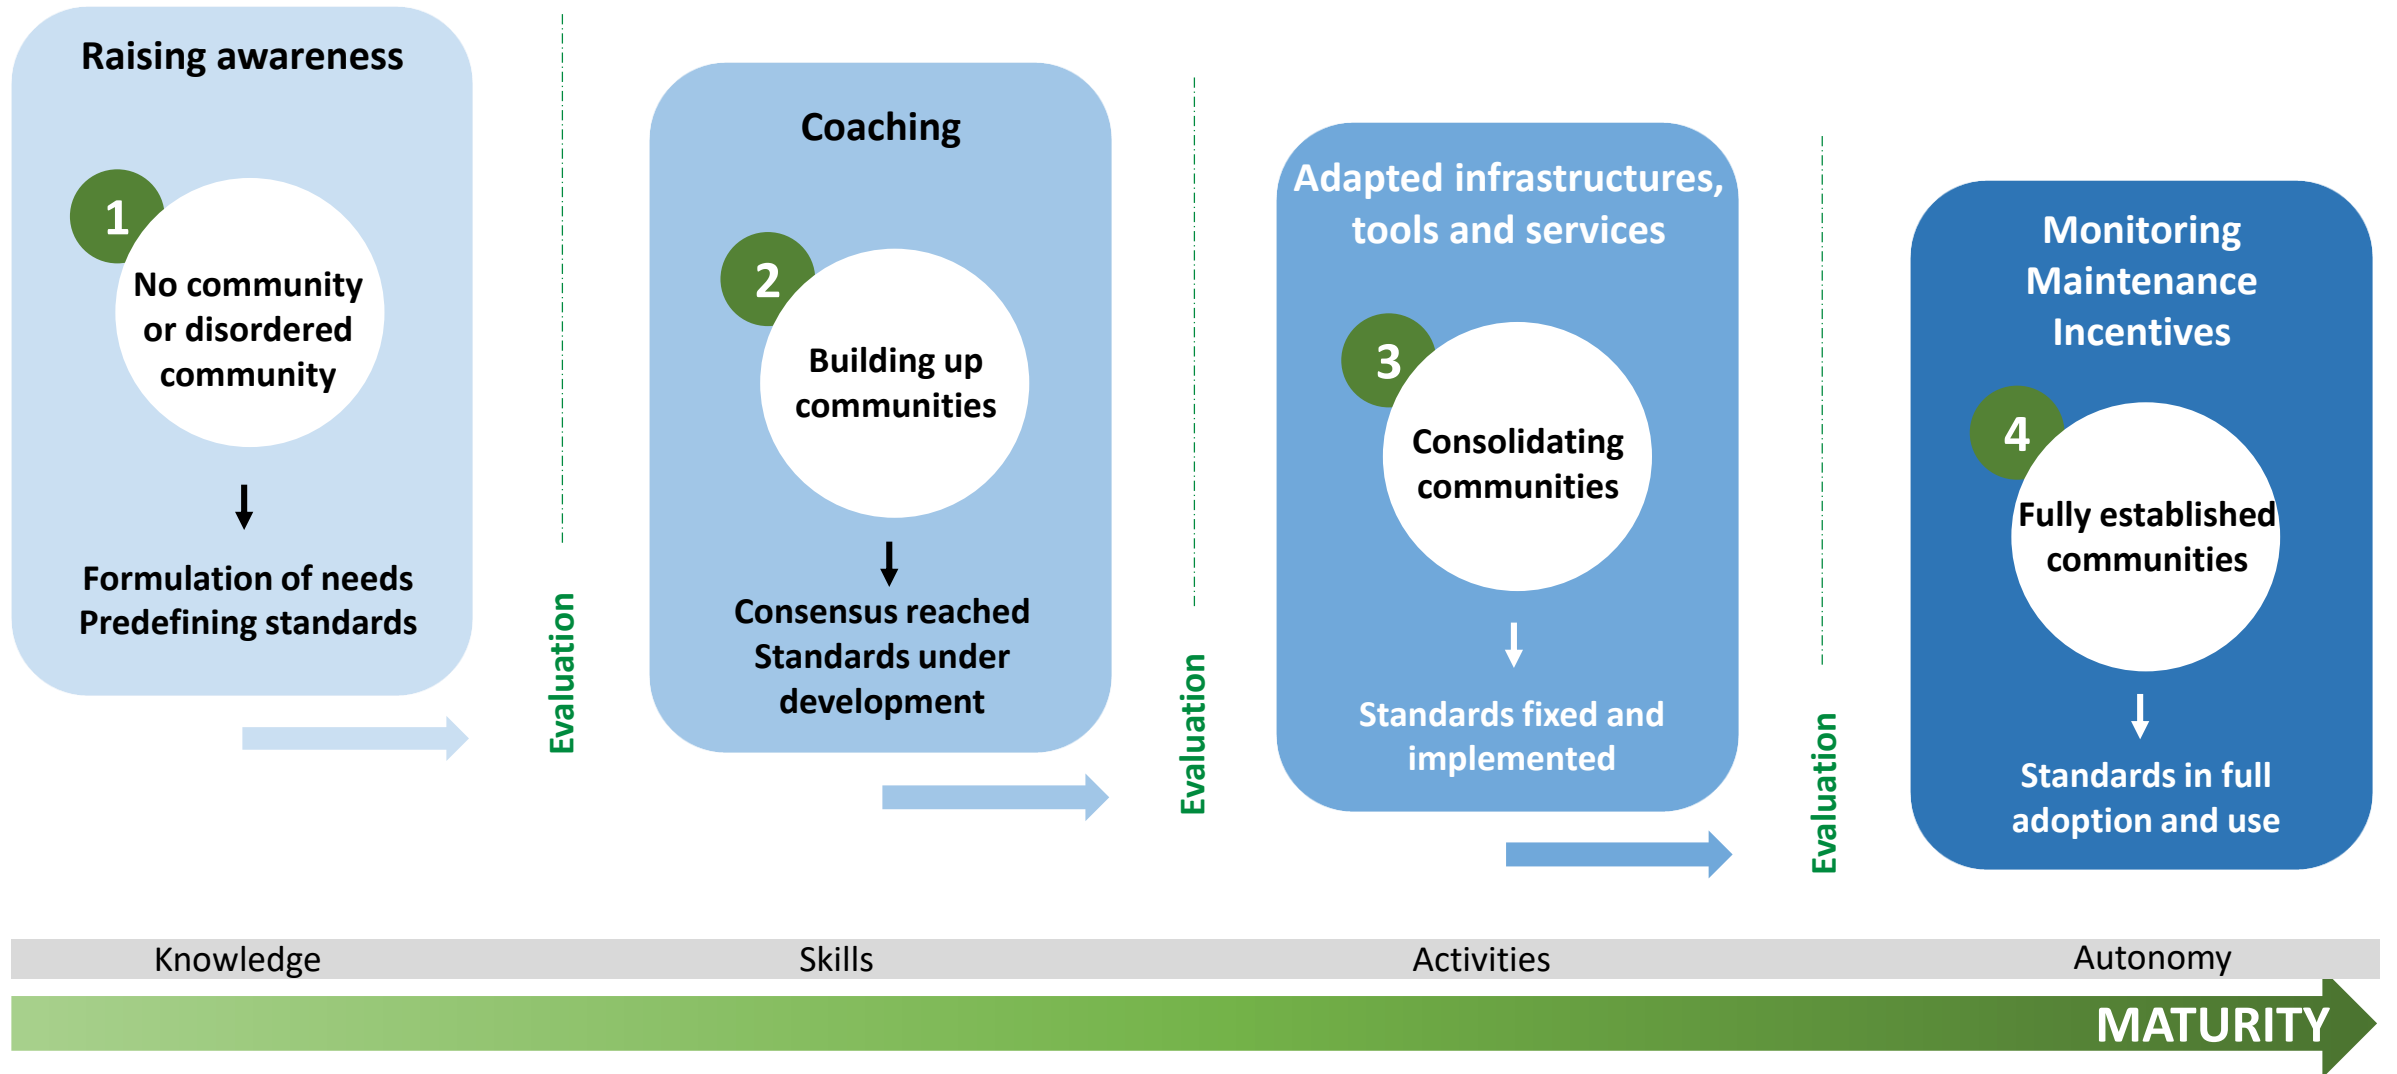 Raising awareness
1
No community
or disordered
community
Formulation of needs
Predefining standards
Evaluation
Coaching
2
Building up
communities
Consensus reached
Standards under
development
Evaluation
Adapted infrastructures,
tools and services
3
Consolidating
communities
Standards fixed and
implemented
Evaluation
Monitoring
Maintenance
Incentives
4
Fully established
communities
Standards in full
adoption and use
Knowledge
Skills
Activities
Autonomy
MATURITY